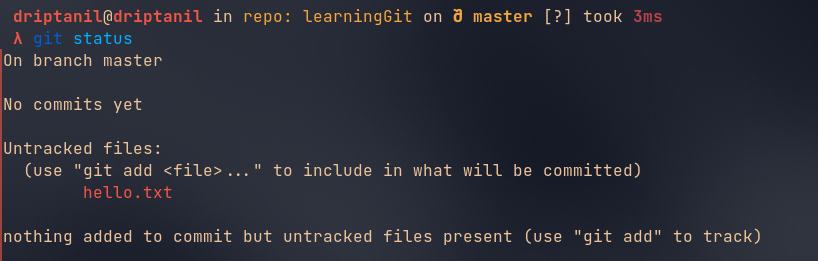 driptanil@driptanil in repo: learningGit on master [?] took 3ms
λ git status
On branch master
No commits yet
Untracked files:
(use "git add <file>..." to include in what will be committed)
hello.txt
nothing added to commit but untracked files present (use "git add" to track)